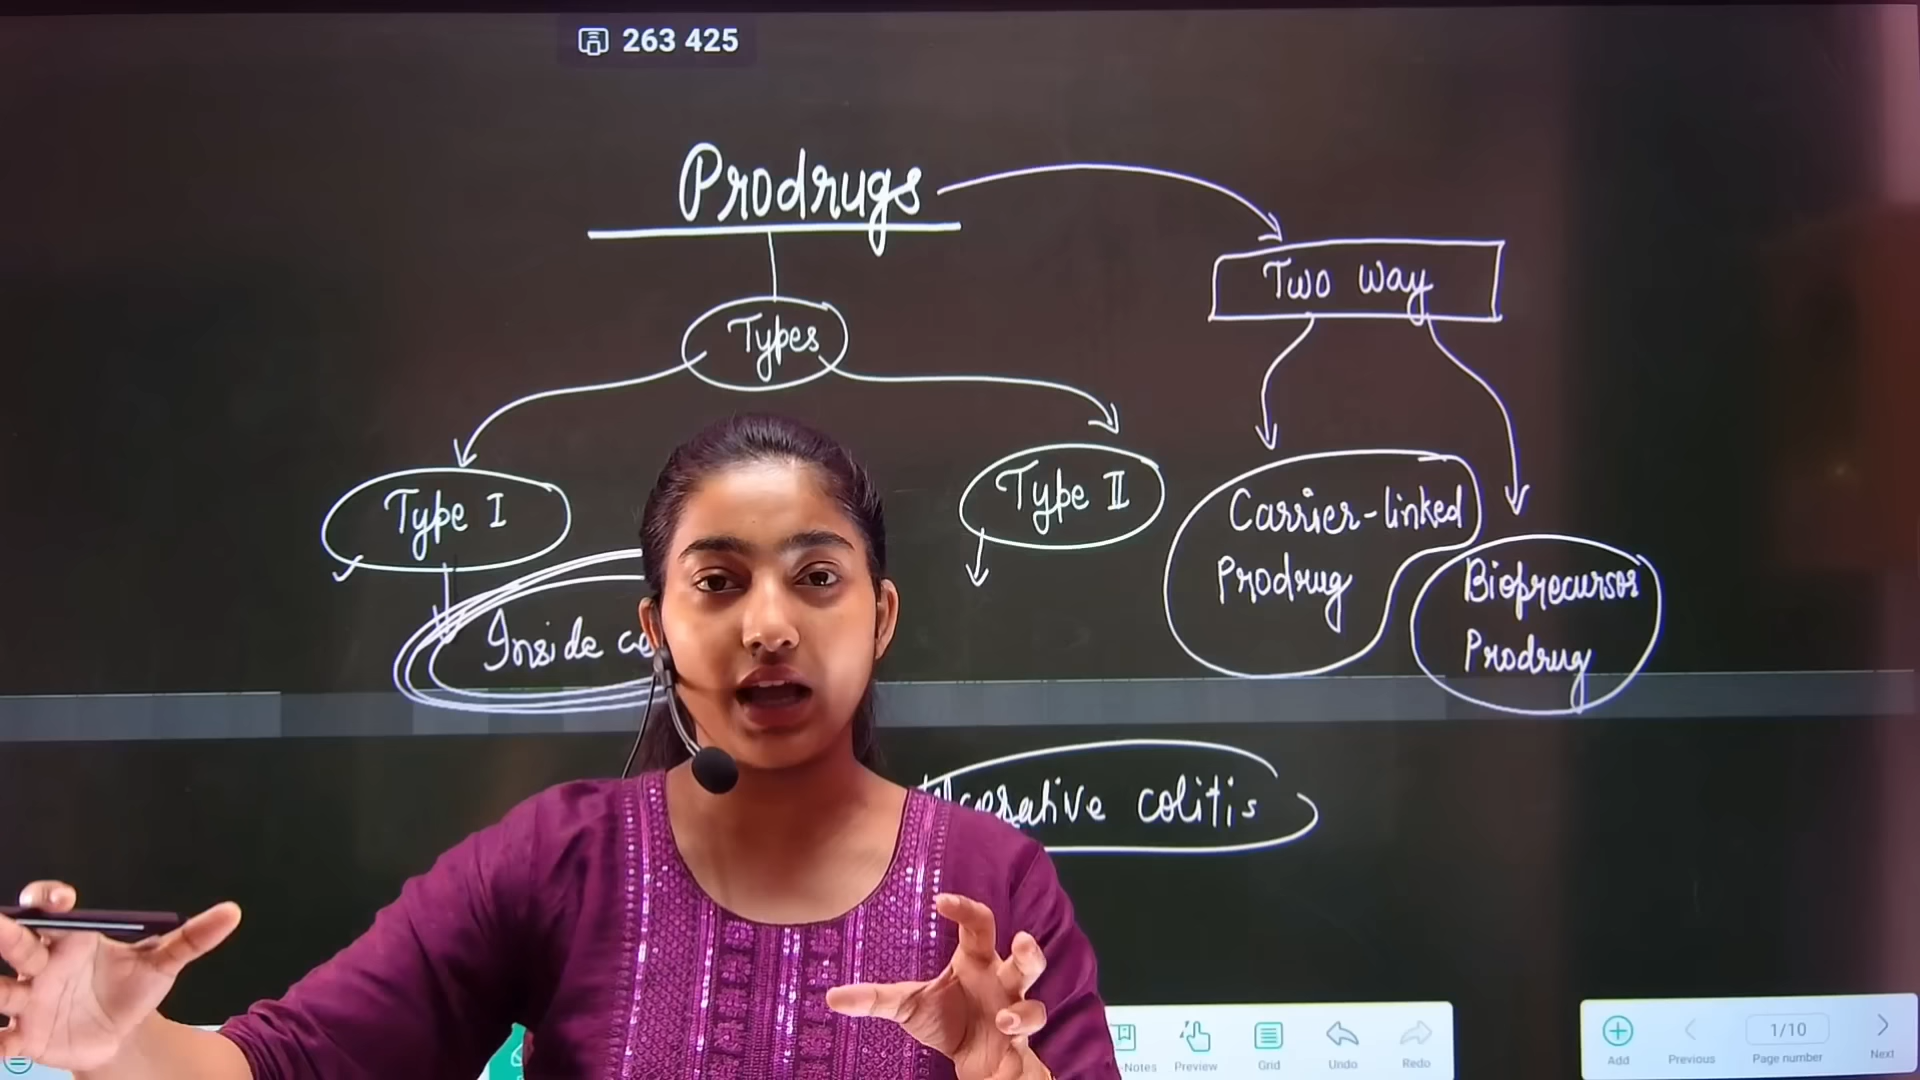 263 425
Prodrugs
Two way
Types
Type I
Type II
Carrier-linked
Prodrug
Bioprecursor
Prodrug
Inside
colitis
-Notes
Preview
Grid
Undo
Redo
Add
Previous
1/10
Page number
Next